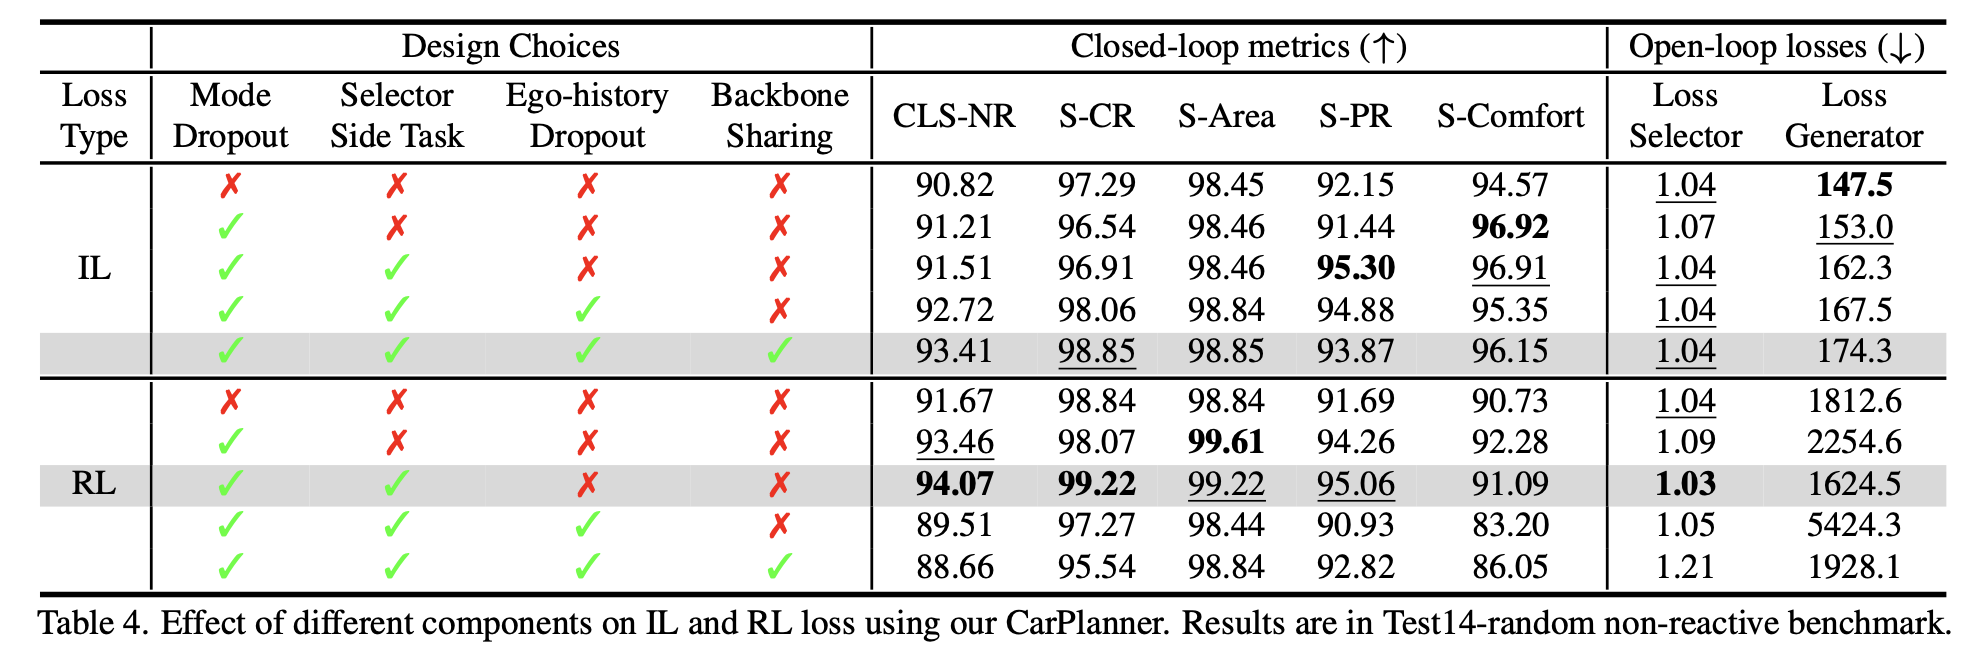 Design Choices Closed-loop metrics (↑) Open-loop losses (↓)
Loss Type Mode Dropout Selector Side Task Ego-history Dropout Backbone Sharing CLS-NR S-CR S-Area S-PR S-Comfort Loss Selector Loss Generator
✗ ✗ ✗ ✗ 90.82 97.29 98.45 92.15 94.57 1.04 147.5
✓ ✗ ✗ ✗ 91.21 96.54 98.46 91.44 96.92 1.07 153.0
IL ✓ ✓ ✗ ✗ 91.51 96.91 98.46 95.30 96.91 1.04 162.3
✓ ✓ ✓ ✗ 92.72 98.06 98.84 94.88 95.35 1.04 167.5
✓ ✓ ✓ ✓ 93.41 98.85 98.85 93.87 96.15 1.04 174.3
✗ ✗ ✗ ✗ 91.67 98.84 98.84 91.69 90.73 1.04 1812.6
✓ ✗ ✗ ✗ 93.46 98.07 99.61 94.26 92.28 1.09 2254.6
RL ✓ ✓ ✗ ✗ 94.07 99.22 99.22 95.06 91.09 1.03 1624.5
✓ ✓ ✓ ✗ 89.51 97.27 98.44 90.93 83.20 1.05 5424.3
✓ ✓ ✓ ✓ 88.66 95.54 98.84 92.82 86.05 1.21 1928.1
Table 4. Effect of different components on IL and RL loss using our CarPlanner. Results are in Test14-random non-reactive benchmark.